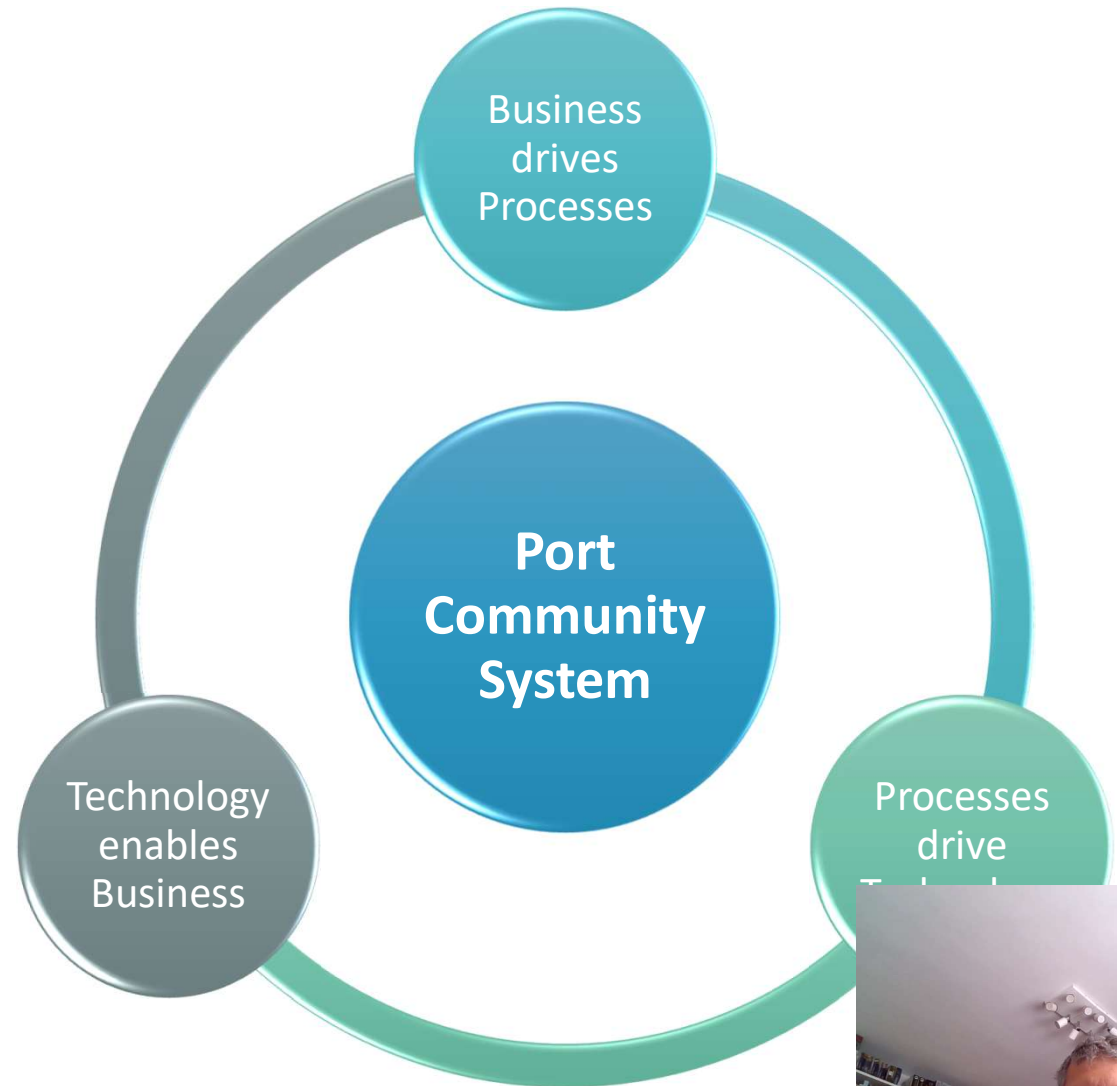 Business
drives
Processes
Port
Community
System
Technology
enables
Business
Processes
drive